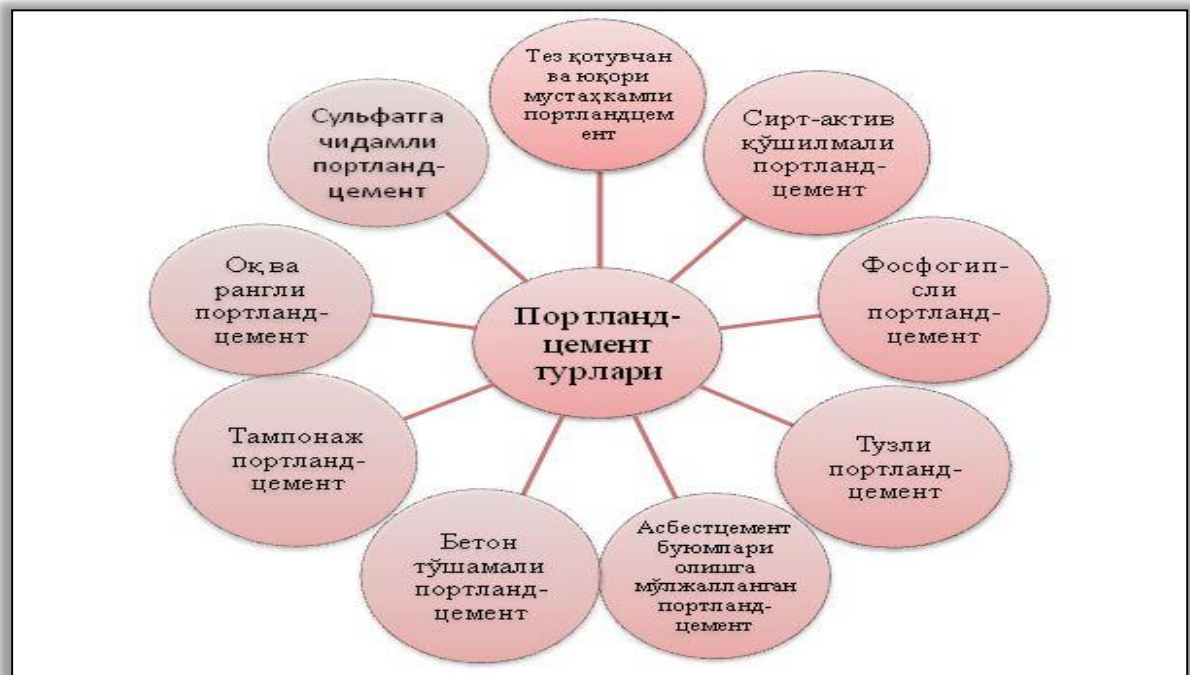 Тез қотувчан
ва юқори
мустаҳкамли
портландцем
ент
Сирт-актив
қўшилмали
портланд-
цемент
Фосфогип-
сли
портланд-
цемент
Тузли
портланд-
цемент
Асбестцемент
буюмлари
олишга
мўлжалланган
портланд-
цемент
Бетон
тўшамали
портланд-
цемент
Тампонаж
портланд-
цемент
Оқ ва
рангли
портланд-
цемент
Сульфатга
чидамли
портланд-
цемент
Портланд-
цемент
турлари